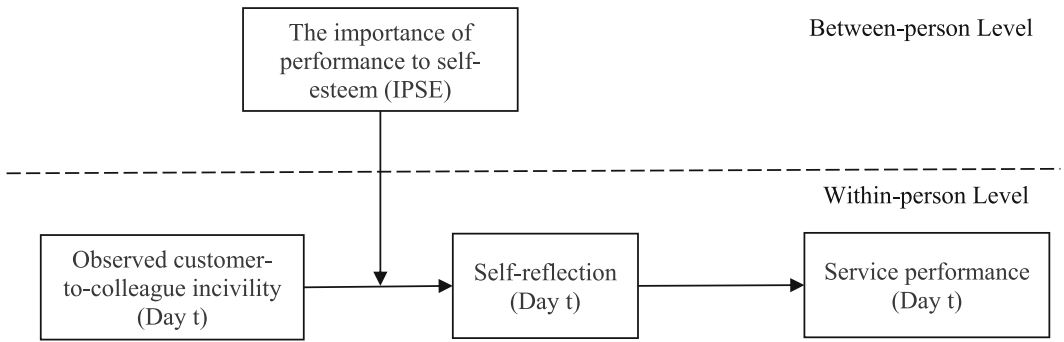 The importance of
performance to self-
esteem (IPSE)
Between-person Level
Within-person Level
Observed customer-
to-colleague incivility
(Day t)
Self-reflection
(Day t)
Service performance
(Day t)